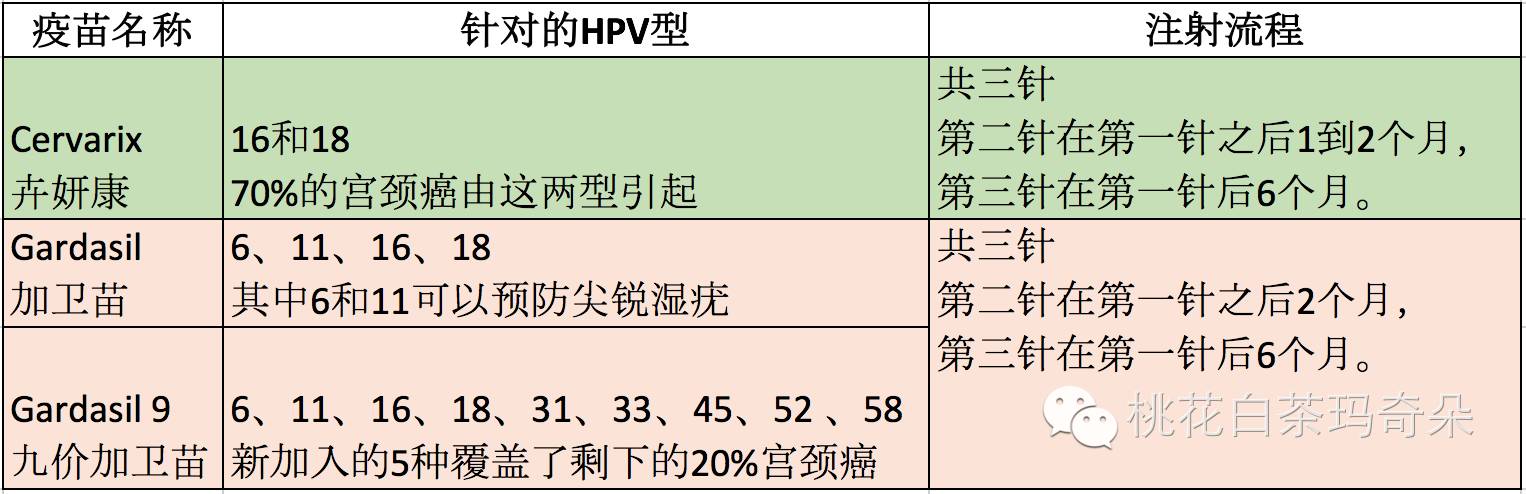 疫苗名称
针对的HPV型
注射流程
Cervarix
卉妍康
16和18
70%的宫颈癌由这两型引起
共三针
第二针在第一针之后1到2个月，
第三针在第一针后6个月。
Gardasil
加卫苗
6、11、16、18
其中6和11可以预防尖锐湿疣
共三针
第二针在第一针之后2个月，
第三针在第一针后6个月。
Gardasil 9
九价加卫苗
6、11、16、18、31、33、45、52 、58
新加入的5种覆盖了剩下的20%宫颈癌
桃花白茶玛奇朵